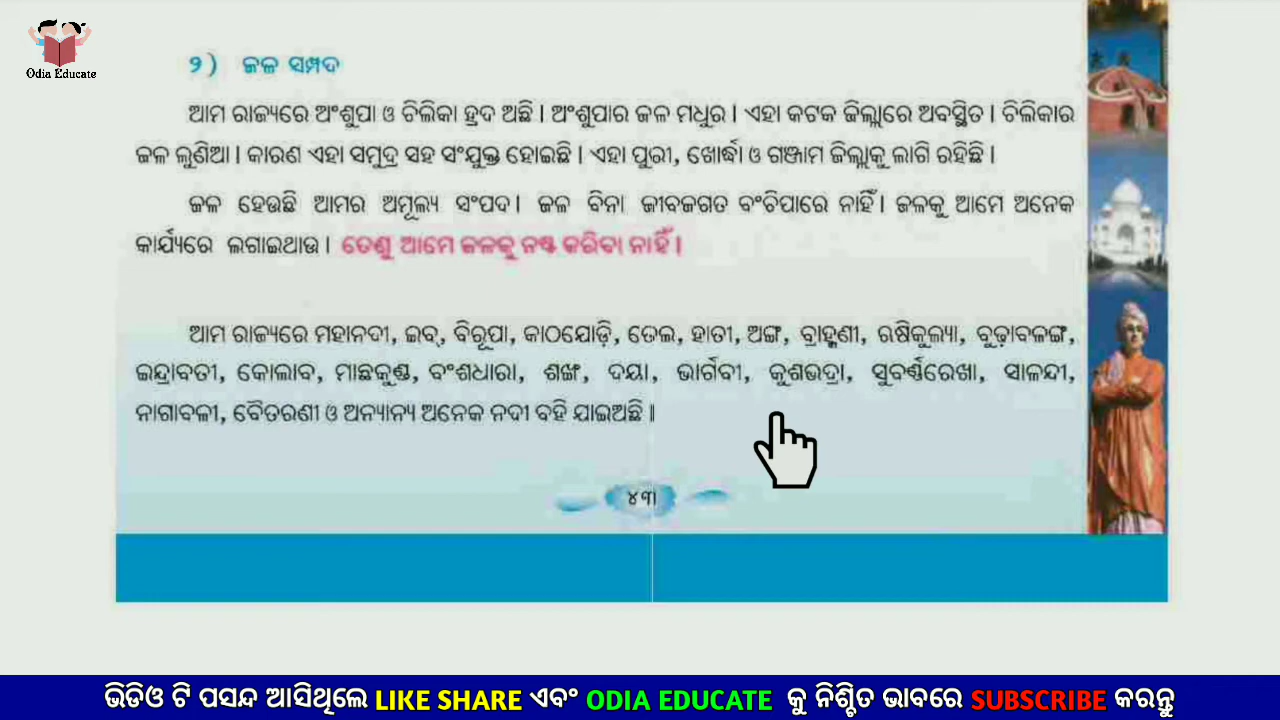 Odia Educate
୨) ଜଳ ସମ୍ପଦ
ଆମ ରାଜ୍ୟରେ ଅଂଶୁପା ଓ ଚିଲିକା ହ୍ରଦ ଅଛି । ଅଂଶୁପାର ଜଳ ମଧୁର । ଏହା କଟକ ଜିଲ୍ଲାରେ ଅବସ୍ଥିତ । ଚିଲିକାର
ଜଳ ଲୁଣିଆ । କାରଣ ଏହା ସମୁଦ୍ର ସହ ସଂଯୁକ୍ତ ହୋଇଛି । ଏହା ପୁରୀ, ଖୋର୍ଦ୍ଧା ଓ ଗଞ୍ଜାମ ଜିଲ୍ଲାକୁ ଲାଗି ରହିଛି ।
ଜଳ ହେଉଛି ଆମର ଅମୂଲ୍ୟ ସଂପଦ। ଜଳ ବିନା ଜୀବଜଗତ ବଂଚିପାରେ ନାହିଁ। ଜଳକୁ ଆମେ ଅନେକ
କାର୍ଯ୍ୟରେ ଲଗାଇଥାଉ । ତେଣୁ ଆମେ ଜଳକୁ ନଷ୍ଟ କରିବା ନାହିଁ ।
ଆମ ରାଜ୍ୟରେ ମହାନଦୀ, ଇବ୍, ବିରୂପା, କାଠଯୋଡ଼ି, ତେଲ, ହାତୀ, ଅଙ୍ଗ, ବ୍ରାହ୍ମଣୀ, ଋଷିକୁଲ୍ୟା, ବୁଢ଼ାବଳଙ୍ଗ,
ଇନ୍ଦ୍ରାବତୀ, କୋଲାବ, ମାଛକୁଣ୍ଡ, ବଂଶଧାରା, ଶଙ୍ଖ, ଦୟା, ଭାର୍ଗବୀ, କୁଶଭଦ୍ରା, ସୁବର୍ଣ୍ଣରେଖା, ସାଳନ୍ଦୀ,
ନାଗାବଳୀ, ବୈତରଣୀ ଓ ଅନ୍ୟାନ୍ୟ ଅନେକ ନଦୀ ବହି ଯାଇଅଛି ।
୪୩
ଭିଡିଓ ଟି ପସନ୍ଦ ଆସିଥିଲେ LIKE SHARE ଏବଂ ODIA EDUCATE କୁ ନିଶ୍ଚିତ ଭାବରେ SUBSCRIBE କରନ୍ତୁ